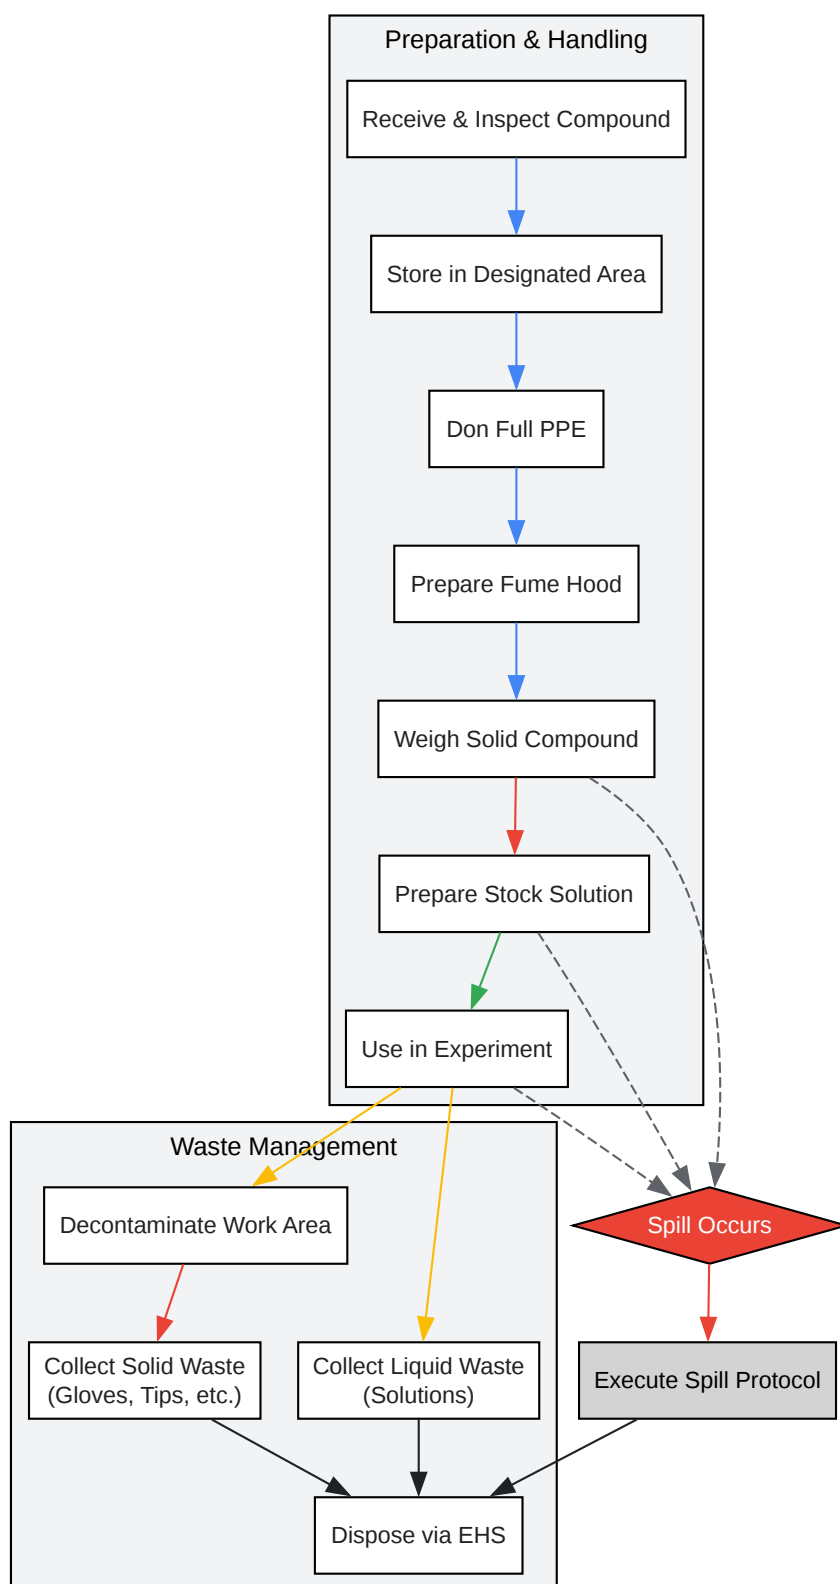 Preparation & Handling
Receive & Inspect Compound
Store in Designated Area
Don Full PPE
Prepare Fume Hood
Weigh Solid Compound
Prepare Stock Solution
Use in Experiment
Waste Management
Decontaminate Work Area
Spill Occurs
Collect Solid Waste
(Gloves, Tips, etc.)
Collect Liquid Waste
(Solutions)
Execute Spill Protocol
Dispose via EHS